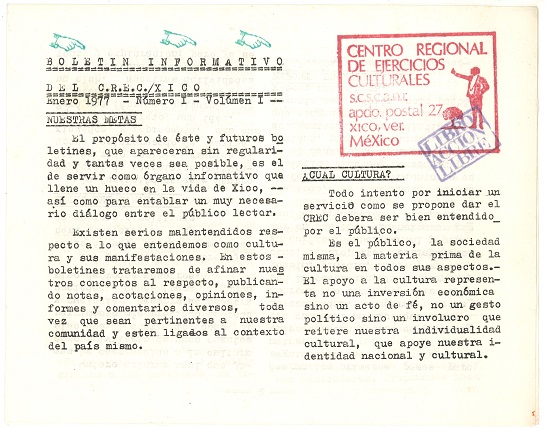 BOLETIN INFORMATIVO
DEL C.R.E.C./XICO
Enero 1977 - Número I - Volúmen I --
NUESTRAS METAS
El propósito de éste y futuros bo
letines, que apareceran sin regulari-
dad y tantas veces sea posible, es el
de servir como órgano informativo que
llene un hueco en la vida de Xico, --
así como para entablar un muy necesa-
rio diálogo entre el público lector.
Existen serios malentendidos res-
pecto a lo que entendemos como cultu-
ra y sus manifestaciones. En estos -
boletines trataremos de afinar nues
tros conceptos al respecto, publican-
do notas, acotaciones, opiniones, in-
formes y comentarios diversos, toda
vez que sean pertinentes a nuestra
comunidad y esten ligados al contexto
del país mismo.
CENTRO REGIONAL
DE EJERCICIOS
CULTURALES
apdo. postal 27
xico, ver.
México
LIBRO
ACTO
LIBRE
¿CUAL CULTURA?
Todo intento por iniciar un
servicio como se propone dar el
CREC debera ser bien entendido_
por el público.
Es el público, la sociedad
misma, la materia prima de la
cultura en todos sus aspectos.-
El apoyo a la cultura represen-
ta no una inversión económica
sino un acto de fé, no un gesto
político sino un involucro que
reitere nuestra individualidad
cultural, que apoye nuestra i-
dentidad nacional y cultural.